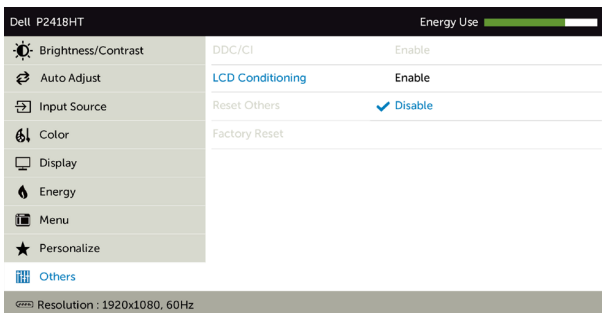 Dell P2418HT Energy Use
Brightness/Contrast DDC/CI Enable
Auto Adjust LCD Conditioning Enable
Input Source Reset Others Disable
Color Factory Reset
Display
Energy
Menu
Personalize
Others
Resolution : 1920x1080, 60Hz